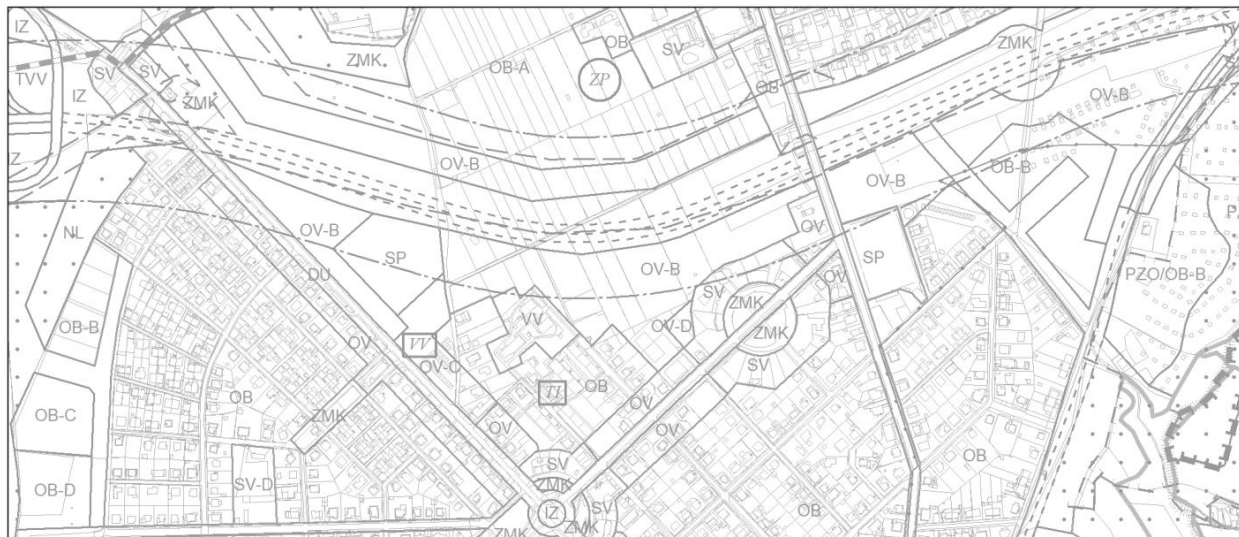 IZ
OB
SV
ZMK
ZMK
OB-A
ZP
SV
SV
TVV
IZ
ZMK
OB
OV-B
OV-B
Z
OV-B
OB-B
OV-B
NL
OV-B
OV
SP
SP
OV-B
DU
OV
PZO/OB-B
SV
ZMK
VV
OB-B
OV-D
ZMK
OV
VV
OV-C
SV
TI
OB
OB
OB-C
ZMK
OV
OV
OV
OB
SV
SV-D
OB-D
ZMK
OB
IZ
SV
ZMK
ZMK
ZMK